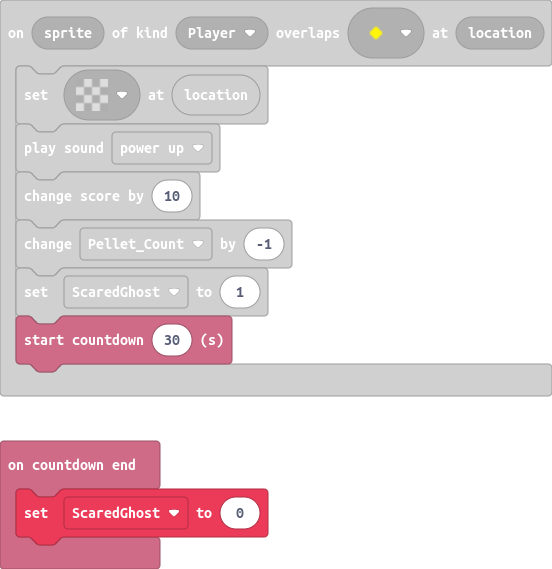 on sprite of kind Player overlaps at location
set at location
play sound power up
change score by 10
change Pellet_Count by -1
set ScaredGhost to 1
start countdown 30 (s)
on countdown end
set ScaredGhost to 0